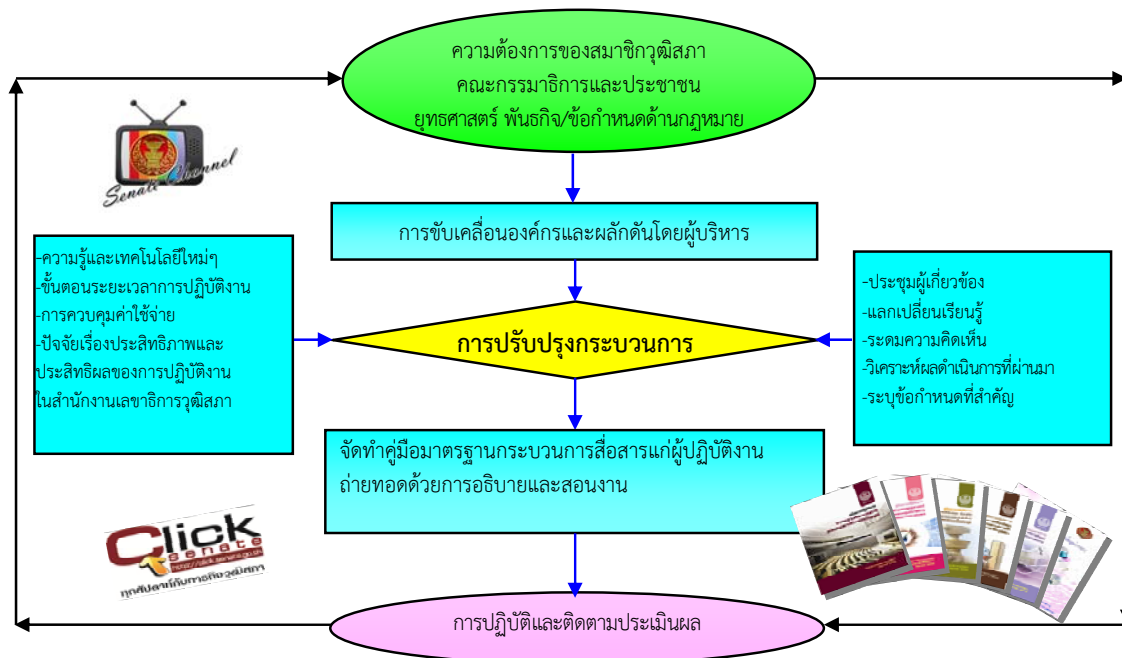 ความต้องการของสมาชิกวุฒิสภา
คณะกรรมาธิการและประชาชน
ยุทธศาสตร์ พันธกิจ/ข้อกำหนดด้านกฎหมาย
Senate Channel
การขับเคลื่อนองค์กรและผลักดันโดยผู้บริหาร
-ความรู้และเทคโนโลยีใหม่ๆ
-ขั้นตอนระยะเวลาการปฏิบัติงาน
-การควบคุมค่าใช้จ่าย
-ปัจจัยเรื่องประสิทธิภาพและ
ประสิทธิผลของการปฏิบัติงาน
ในสำนักงานเลขาธิการวุฒิสภา
การปรับปรุงกระบวนการ
-ประชุมผู้เกี่ยวข้อง
-แลกเปลี่ยนเรียนรู้
-ระดมความคิดเห็น
-วิเคราะห์ผลดำเนินการที่ผ่านมา
-ระบุข้อกำหนดที่สำคัญ
จัดทำคู่มือมาตรฐานกระบวนการสื่อสารแก่ผู้ปฏิบัติงาน
ถ่ายทอดด้วยการอธิบายและสอนงาน
Click
senate
http://click.senate.go.th
การปฏิบัติและติดตามประเมินผล